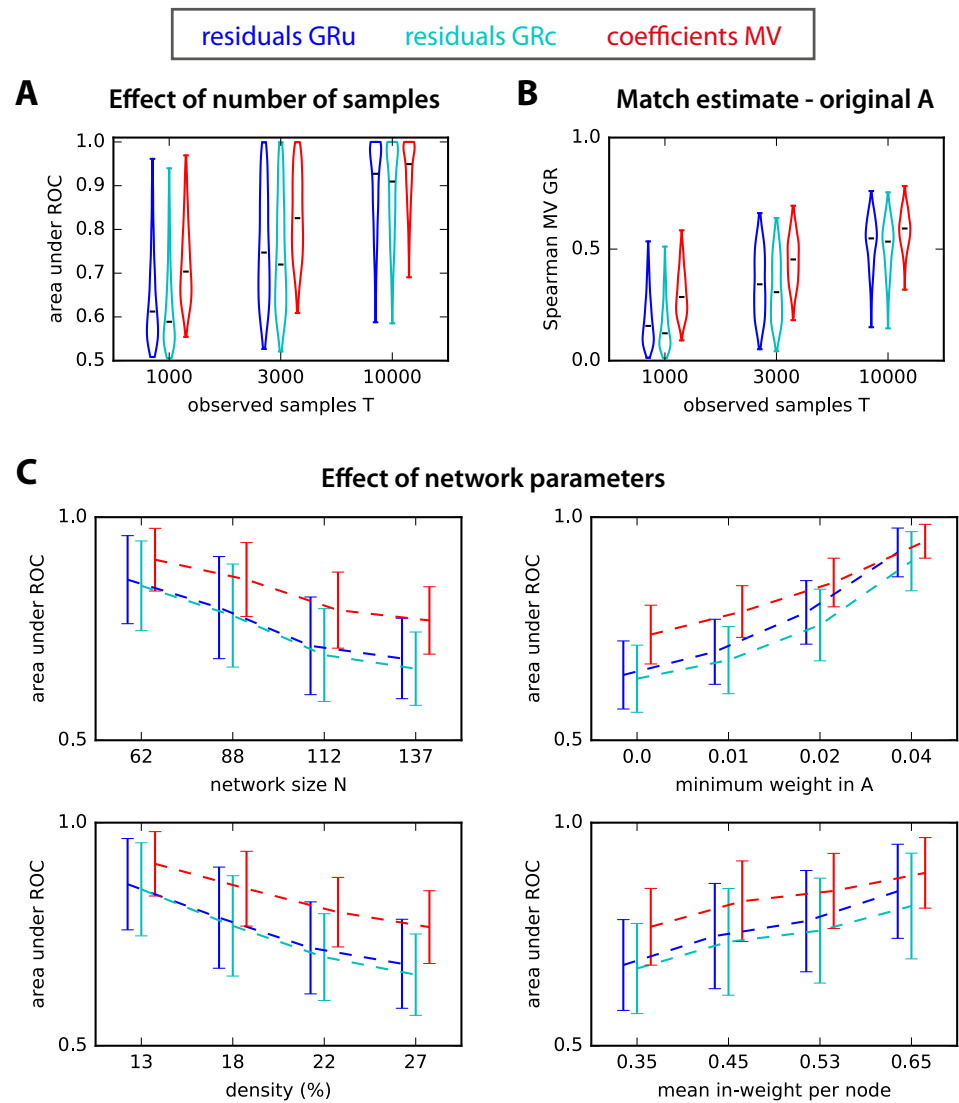 residuals GRu residuals GRc coefficients MV
A Effect of number of samples
1.0
0.9
0.8
0.7
0.6
0.5
area under ROC
1000 3000 10000
observed samples T
B Match estimate - original A
1.0
0.5
0.0
Spearman MV GR
1000 3000 10000
observed samples T
C Effect of network parameters
1.0
0.5
area under ROC
62 88 112 137
network size N
1.0
0.5
area under ROC
0.0 0.01 0.02 0.04
minimum weight in A
1.0
0.5
area under ROC
13 18 22 27
density (%)
1.0
0.5
area under ROC
0.35 0.45 0.53 0.65
mean in-weight per node